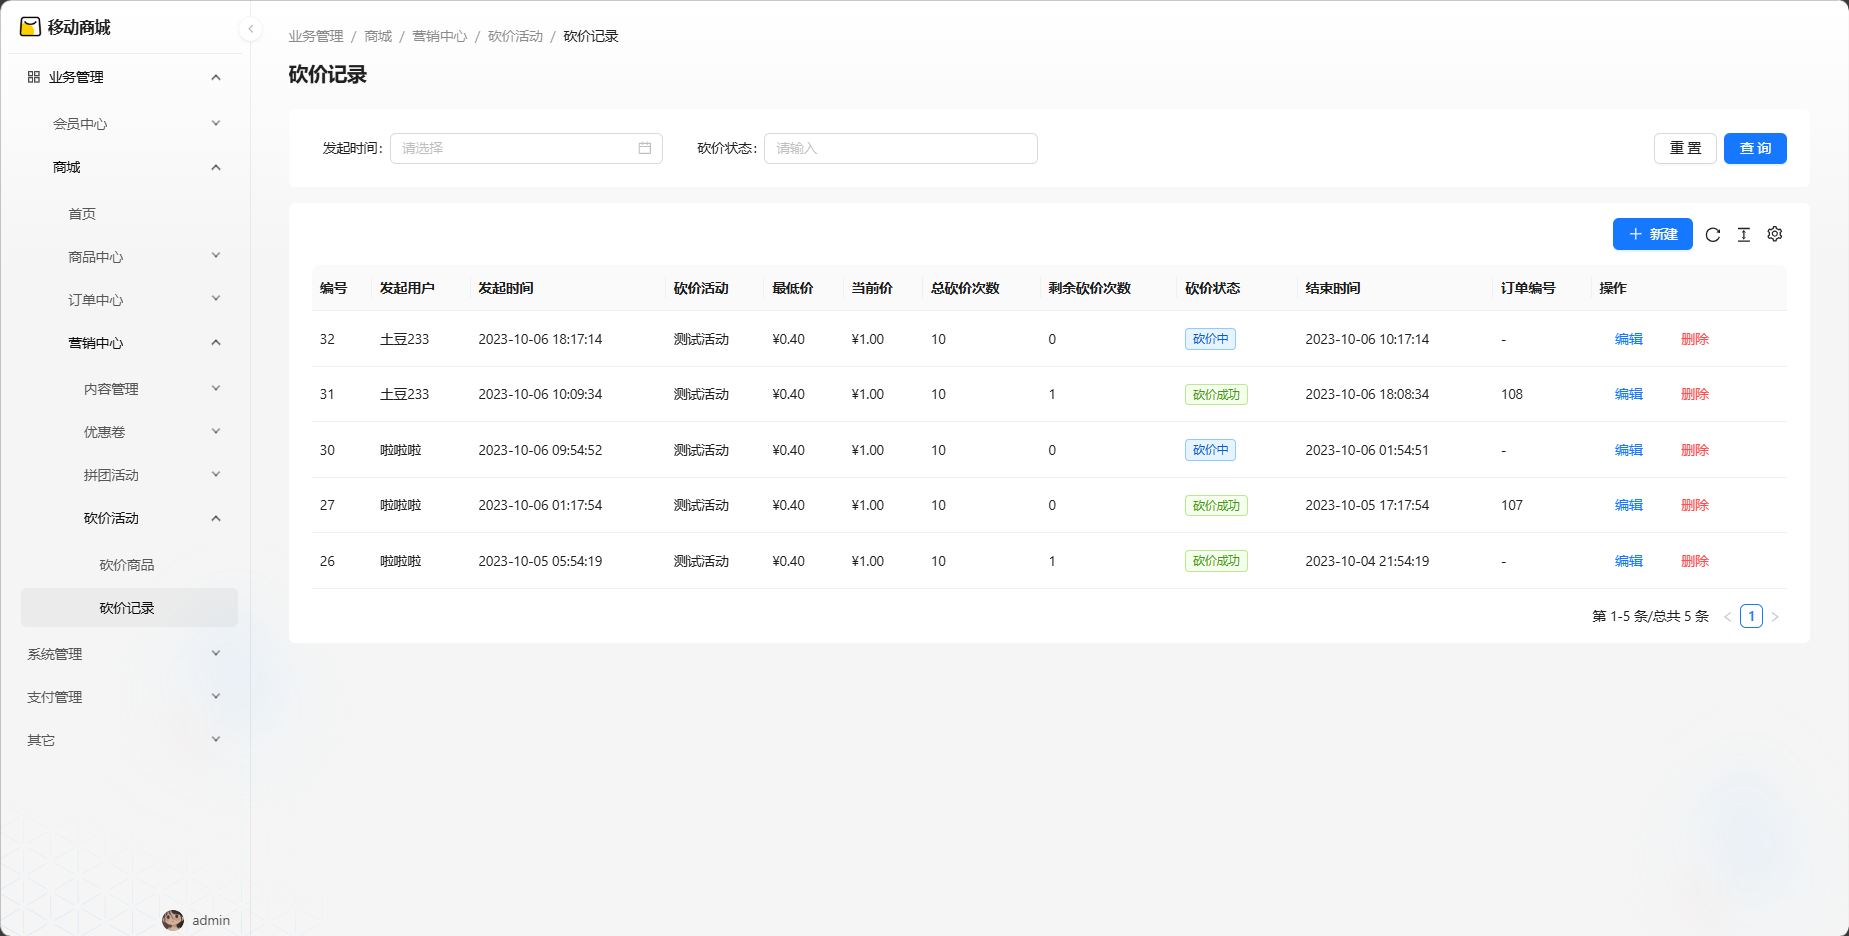 移动商城
业务管理
会员中心
商城
首页
商品中心
订单中心
营销中心
内容管理
优惠卷
拼团活动
砍价活动
砍价商品
砍价记录
系统管理
支付管理
其它
admin
业务管理 / 商城 / 营销中心 / 砍价活动 / 砍价记录
砍价记录
发起时间: 请选择 砍价状态: 请输入 重置 查询
新建
编号 发起用户 发起时间 砍价活动 最低价 当前价 总砍价次数 剩余砍价次数 砍价状态 结束时间 订单编号 操作
32 土豆233 2023-10-06 18:17:14 测试活动 ¥0.40 ¥1.00 10 0 砍价中 2023-10-06 10:17:14 - 编辑 删除
31 土豆233 2023-10-06 10:09:34 测试活动 ¥0.40 ¥1.00 10 1 砍价成功 2023-10-06 18:08:34 108 编辑 删除
30 啦啦啦 2023-10-06 09:54:52 测试活动 ¥0.40 ¥1.00 10 0 砍价中 2023-10-06 01:54:51 - 编辑 删除
27 啦啦啦 2023-10-06 01:17:54 测试活动 ¥0.40 ¥1.00 10 0 砍价成功 2023-10-05 17:17:54 107 编辑 删除
26 啦啦啦 2023-10-05 05:54:19 测试活动 ¥0.40 ¥1.00 10 1 砍价成功 2023-10-04 21:54:19 - 编辑 删除
第 1-5 条/总共 5 条 < 1 >